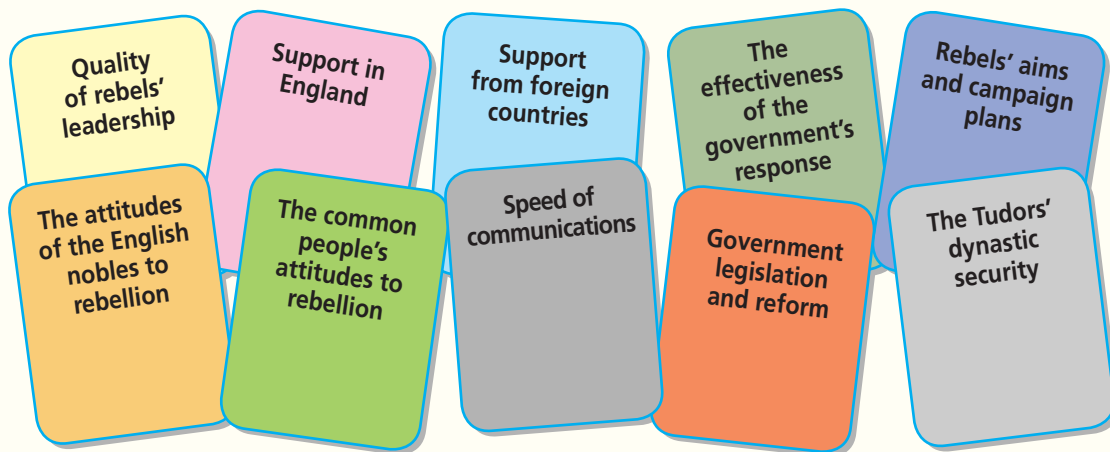 Quality
of rebels'
leadership
Support in
England
Support
from foreign
countries
The
effectiveness
of the
government's
response
Rebels' aims
and campaign
plans
The attitudes
of the English
nobles to
rebellion
The common
people's
attitudes to
rebellion
Speed of
communications
Government
legislation
and reform
The Tudors'
dynastic
security